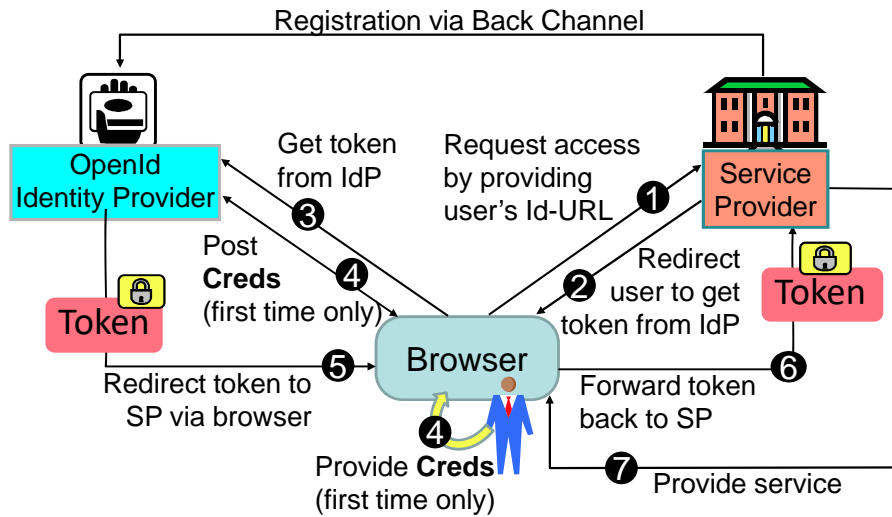 Registration via Back Channel
OpenId
Identity Provider
Get token
from IdP
3
Request access
by providing
user's Id-URL
1
Service
Provider
Post
Creds
(first time only)
4
2
Redirect
user to get
token from IdP
Token
Token
Browser
5
Redirect token to
SP via browser
6
Forward token
back to SP
4
Provide Creds
(first time only)
7
Provide service